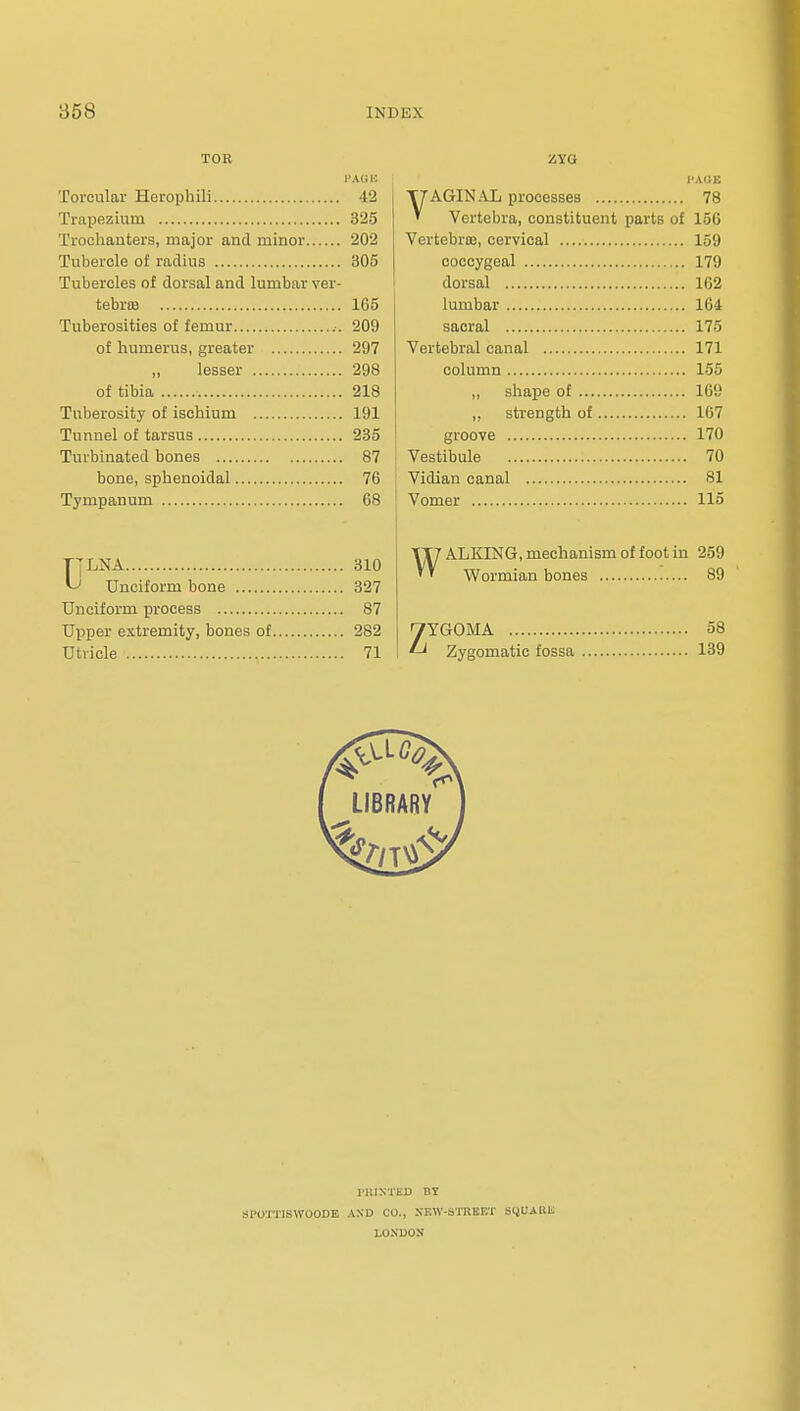 358 INDEX
TOR
PAGE
Torcular Herophili 42
Trapezium 325
Trochanters, major and minor 202
Tubercle of radius 305
Tubercles of dorsal and lumbar ver-
tebræ 165
Tuberosities of femur 209
of humerus, greater 297
„ lesser 298
of tibia 218
Tuberosity of ischium 191
Tunnel of tarsus 235
Turbinated bones 87
bone, sphenoidal 76
Tympanum 68
ULNA 310
Unciform bone 327
Unciform process 87
Upper extremity, bones of 282
Utricle 71
ZYG
PAGE
VAGINAL processes 78
Vertebra, constituent parts of 156
Vertebræ, cervical 159
coccygeal 179
dorsal 162
lumbar 164
sacral 175
Vertebral canal 171
column 155
„ shape of 169
„ strength of 167
groove 170
Vestibule 70
Vidian canal 81
Vomer 115
WALKING, mechanism of foot in 259
Wormian bones 89
ZYGOMA 58
Zygomatic fossa 139
WELLCOME
LIBRARY
INSTITUTE
PRINTED BY
SPOTTISWOODE AND CO., NEW-STREET SQUARE
LONDON